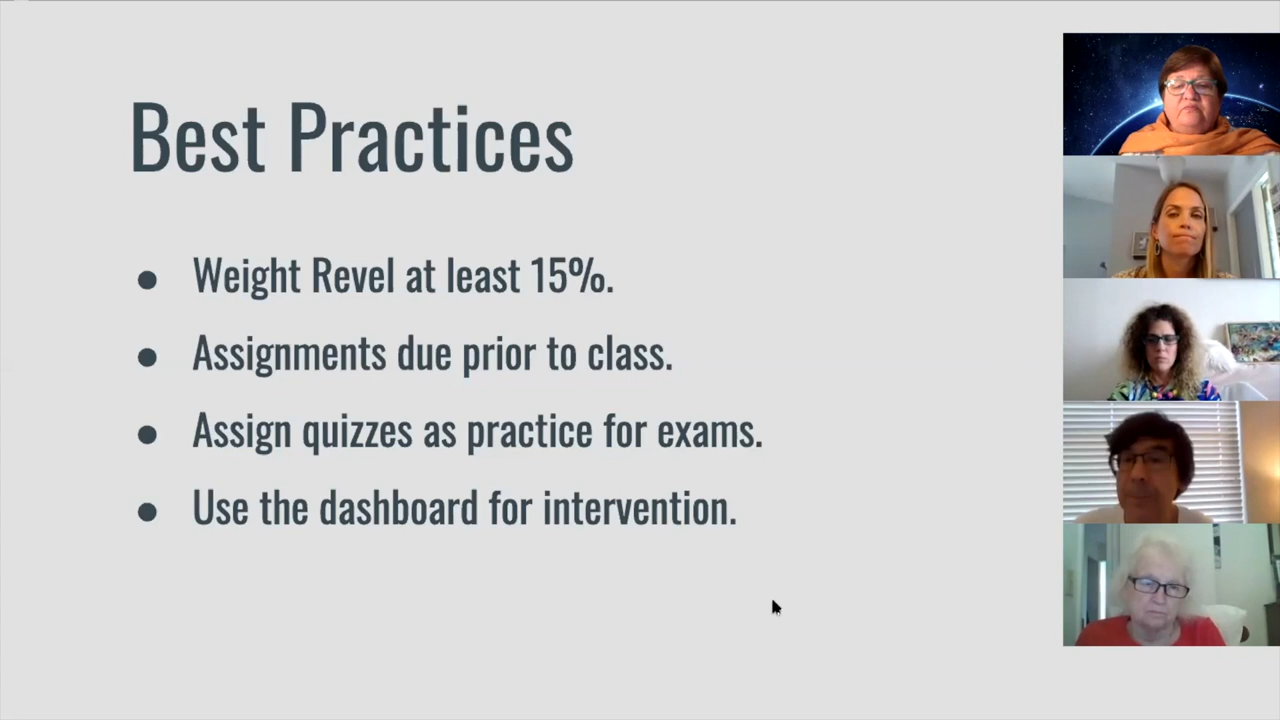 Best Practices
● Weight Revel at least 15%.
● Assignments due prior to class.
● Assign quizzes as practice for exams.
● Use the dashboard for intervention.